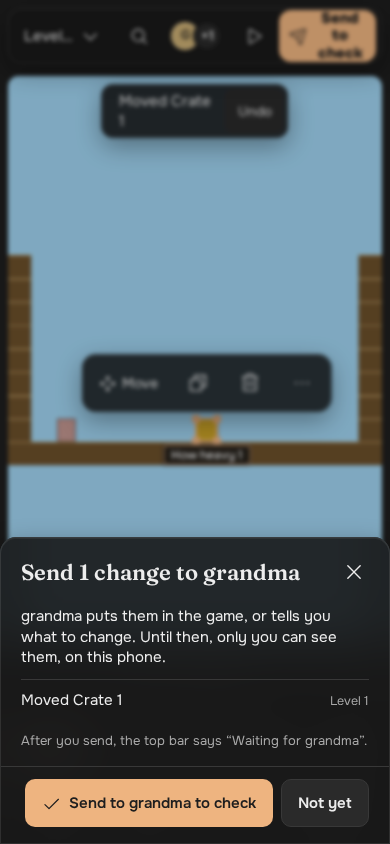 Level...
+1
Send
to
check
Moved Crate
1
Undo
Move
How heavy 1
Send 1 change to grandma
grandma puts them in the game, or tells you
what to change. Until then, only you can see
them, on this phone.
Moved Crate 1
Level 1
After you send, the top bar says “Waiting for grandma”.
Send to grandma to check
Not yet